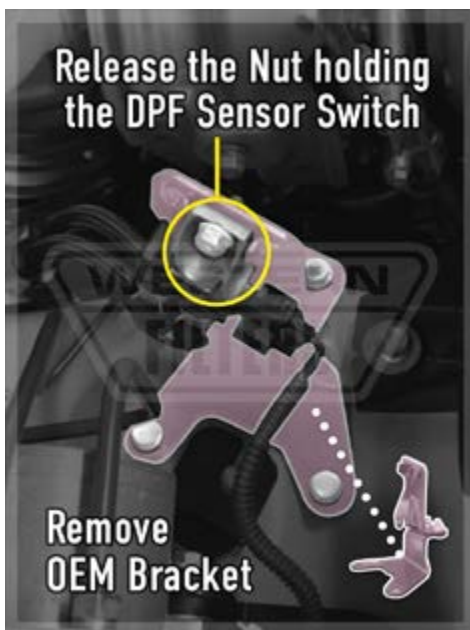 Release the Nut holding
the DPF Sensor Switch
Remove
OEM Bracket